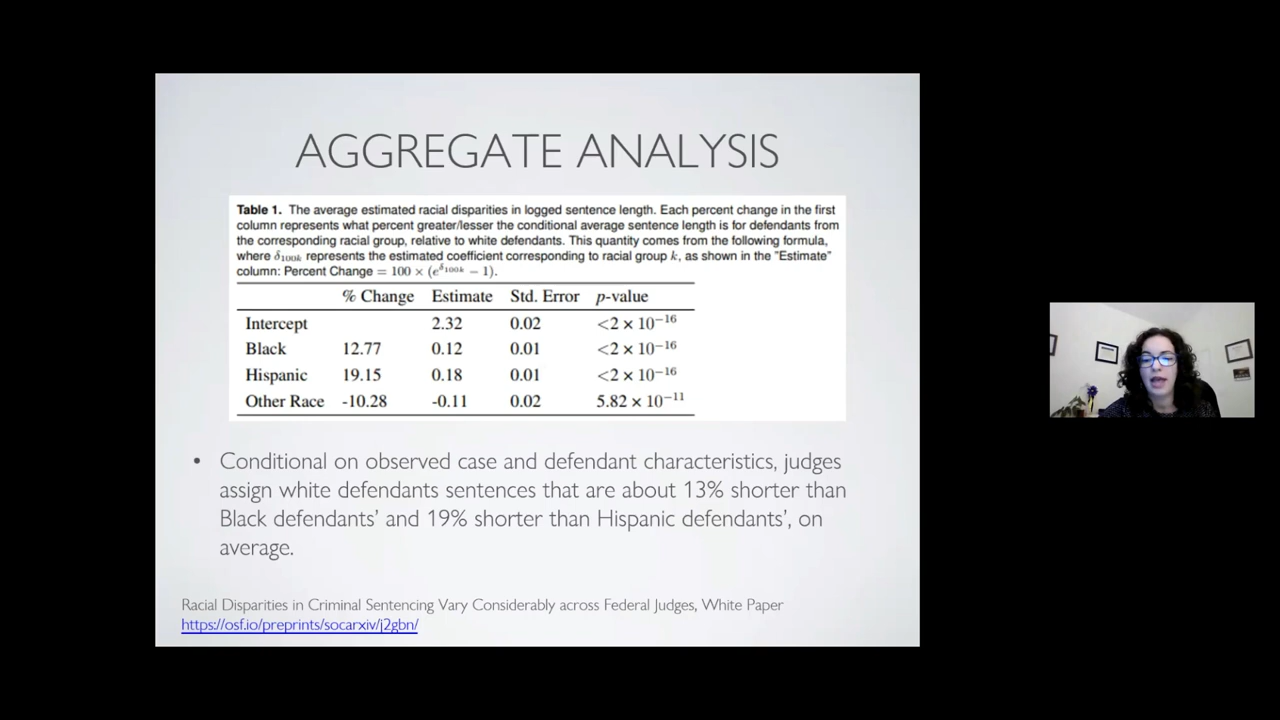 AGGREGATE ANALYSIS
Table 1. The average estimated racial disparities in logged sentence length. Each percent change in the first
column represents what percent greater/lesser the conditional average sentence length is for defendants from
the corresponding racial group, relative to white defendants. This quantity comes from the following formula,
where δ100k represents the estimated coefficient corresponding to racial group k, as shown in the "Estimate"
column: Percent Change = 100 × (e^δ100k − 1).
% Change Estimate Std. Error p-value
Intercept 2.32 0.02 <2 × 10−16
Black 12.77 0.12 0.01 <2 × 10−16
Hispanic 19.15 0.18 0.01 <2 × 10−16
Other Race -10.28 -0.11 0.02 5.82 × 10−11
• Conditional on observed case and defendant characteristics, judges
assign white defendants sentences that are about 13% shorter than
Black defendants' and 19% shorter than Hispanic defendants', on
average.
Racial Disparities in Criminal Sentencing Vary Considerably across Federal Judges, White Paper
https://osf.io/preprints/socarxiv/j2gbn/